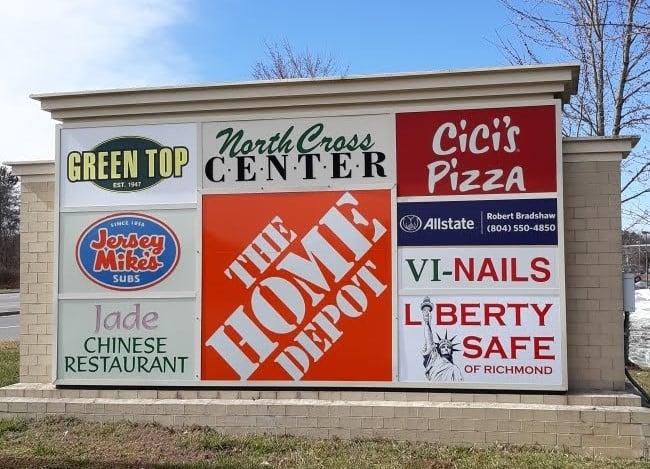 GREEN TOP
EST. 1947
North Cross
CENTER
CiCi's
Pizza
SINCE 1956
Jersey
Mike's
SUBS
THE
HOME
DEPOT
Allstate
Robert Bradshaw
(804) 550-4850
VI-NAILS
Jade
CHINESE
RESTAURANT
LIBERTY
SAFE
OF RICHMOND